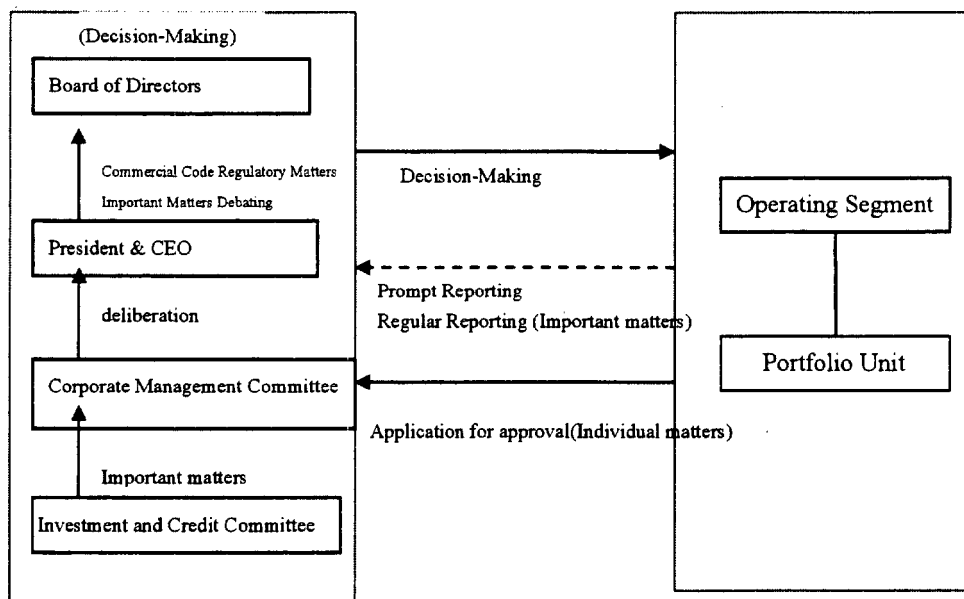 (Decision-Making)
Board of Directors
Commercial Code Regulatory Matters
Important Matters Debating
President & CEO
deliberation
Corporate Management Committee
Important matters
Investment and Credit Committee
Decision-Making
Prompt Reporting
Regular Reporting (Important matters)
Application for approval(Individual matters)
Operating Segment
Portfolio Unit